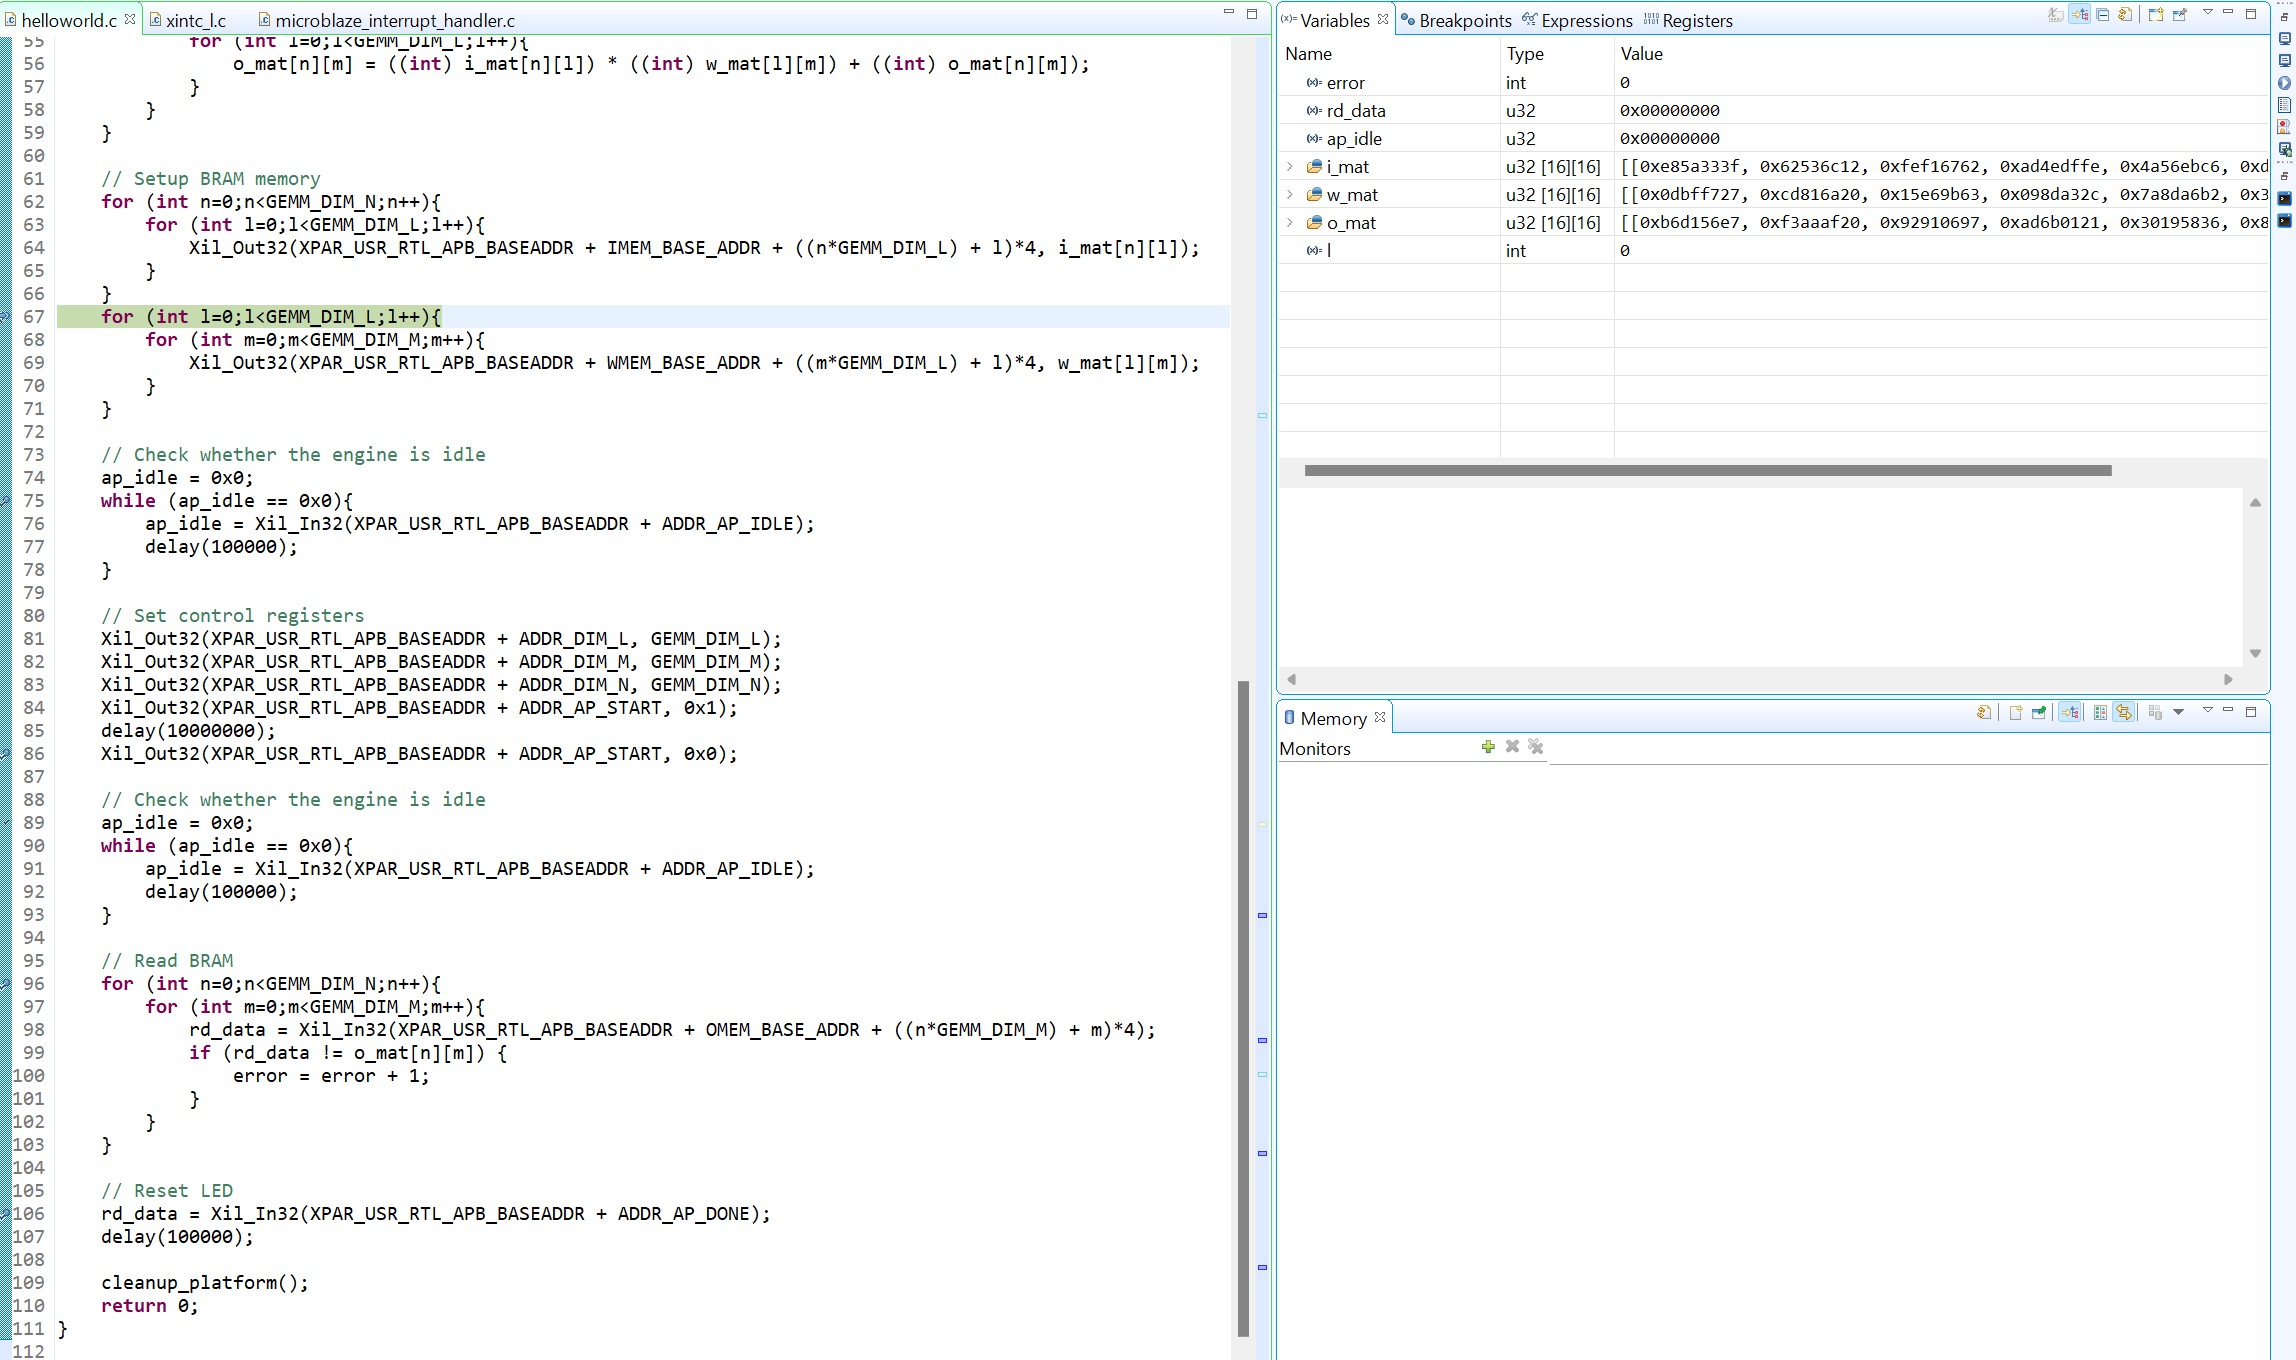 helloworld.c
xintc_l.c
microblaze_interrupt_handler.c
55 for (int l=0;l<GEMM_DIM_L;l++){
56 o_mat[n][m] = ((int) i_mat[n][l]) * ((int) w_mat[l][m]) + ((int) o_mat[n][m]);
57 }
58 }
59 }
60
61 // Setup BRAM memory
62 for (int n=0;n<GEMM_DIM_N;n++){
63 for (int l=0;l<GEMM_DIM_L;l++){
64 Xil_Out32(XPAR_USR_RTL_APB_BASEADDR + IMEM_BASE_ADDR + ((n*GEMM_DIM_L) + l)*4, i_mat[n][l]);
65 }
66 }
67 for (int l=0;l<GEMM_DIM_L;l++){
68 for (int m=0;m<GEMM_DIM_M;m++){
69 Xil_Out32(XPAR_USR_RTL_APB_BASEADDR + WMEM_BASE_ADDR + ((m*GEMM_DIM_L) + l)*4, w_mat[l][m]);
70 }
71 }
72
73 // Check whether the engine is idle
74 ap_idle = 0x0;
75 while (ap_idle == 0x0){
76 ap_idle = Xil_In32(XPAR_USR_RTL_APB_BASEADDR + ADDR_AP_IDLE);
77 delay(100000);
78 }
79
80 // Set control registers
81 Xil_Out32(XPAR_USR_RTL_APB_BASEADDR + ADDR_DIM_L, GEMM_DIM_L);
82 Xil_Out32(XPAR_USR_RTL_APB_BASEADDR + ADDR_DIM_M, GEMM_DIM_M);
83 Xil_Out32(XPAR_USR_RTL_APB_BASEADDR + ADDR_DIM_N, GEMM_DIM_N);
84 Xil_Out32(XPAR_USR_RTL_APB_BASEADDR + ADDR_AP_START, 0x1);
85 delay(10000000);
86 Xil_Out32(XPAR_USR_RTL_APB_BASEADDR + ADDR_AP_START, 0x0);
87
88 // Check whether the engine is idle
89 ap_idle = 0x0;
90 while (ap_idle == 0x0){
91 ap_idle = Xil_In32(XPAR_USR_RTL_APB_BASEADDR + ADDR_AP_IDLE);
92 delay(100000);
93 }
94
95 // Read BRAM
96 for (int n=0;n<GEMM_DIM_N;n++){
97 for (int m=0;m<GEMM_DIM_M;m++){
98 rd_data = Xil_In32(XPAR_USR_RTL_APB_BASEADDR + OMEM_BASE_ADDR + ((n*GEMM_DIM_M) + m)*4);
99 if (rd_data != o_mat[n][m]) {
100 error = error + 1;
101 }
102 }
103 }
104
105 // Reset LED
106 rd_data = Xil_In32(XPAR_USR_RTL_APB_BASEADDR + ADDR_AP_DONE);
107 delay(100000);
108
109 cleanup_platform();
110 return 0;
111 }
112
Variables Breakpoints Expressions Registers
Name Type Value
error int 0
rd_data u32 0x00000000
ap_idle u32 0x00000000
i_mat u32 [16][16] [[0xe85a333f, 0x62536c12, 0xfef16762, 0xad4edffe, 0x4a56ebc6, 0xd
w_mat u32 [16][16] [[0x0dbff727, 0xcd816a20, 0x15e69b63, 0x098da32c, 0x7a8da6b2, 0x3
o_mat u32 [16][16] [[0xb6d156e7, 0xf3aaaf20, 0x92910697, 0xad6b0121, 0x30195836, 0x8
l int 0
Memory
Monitors